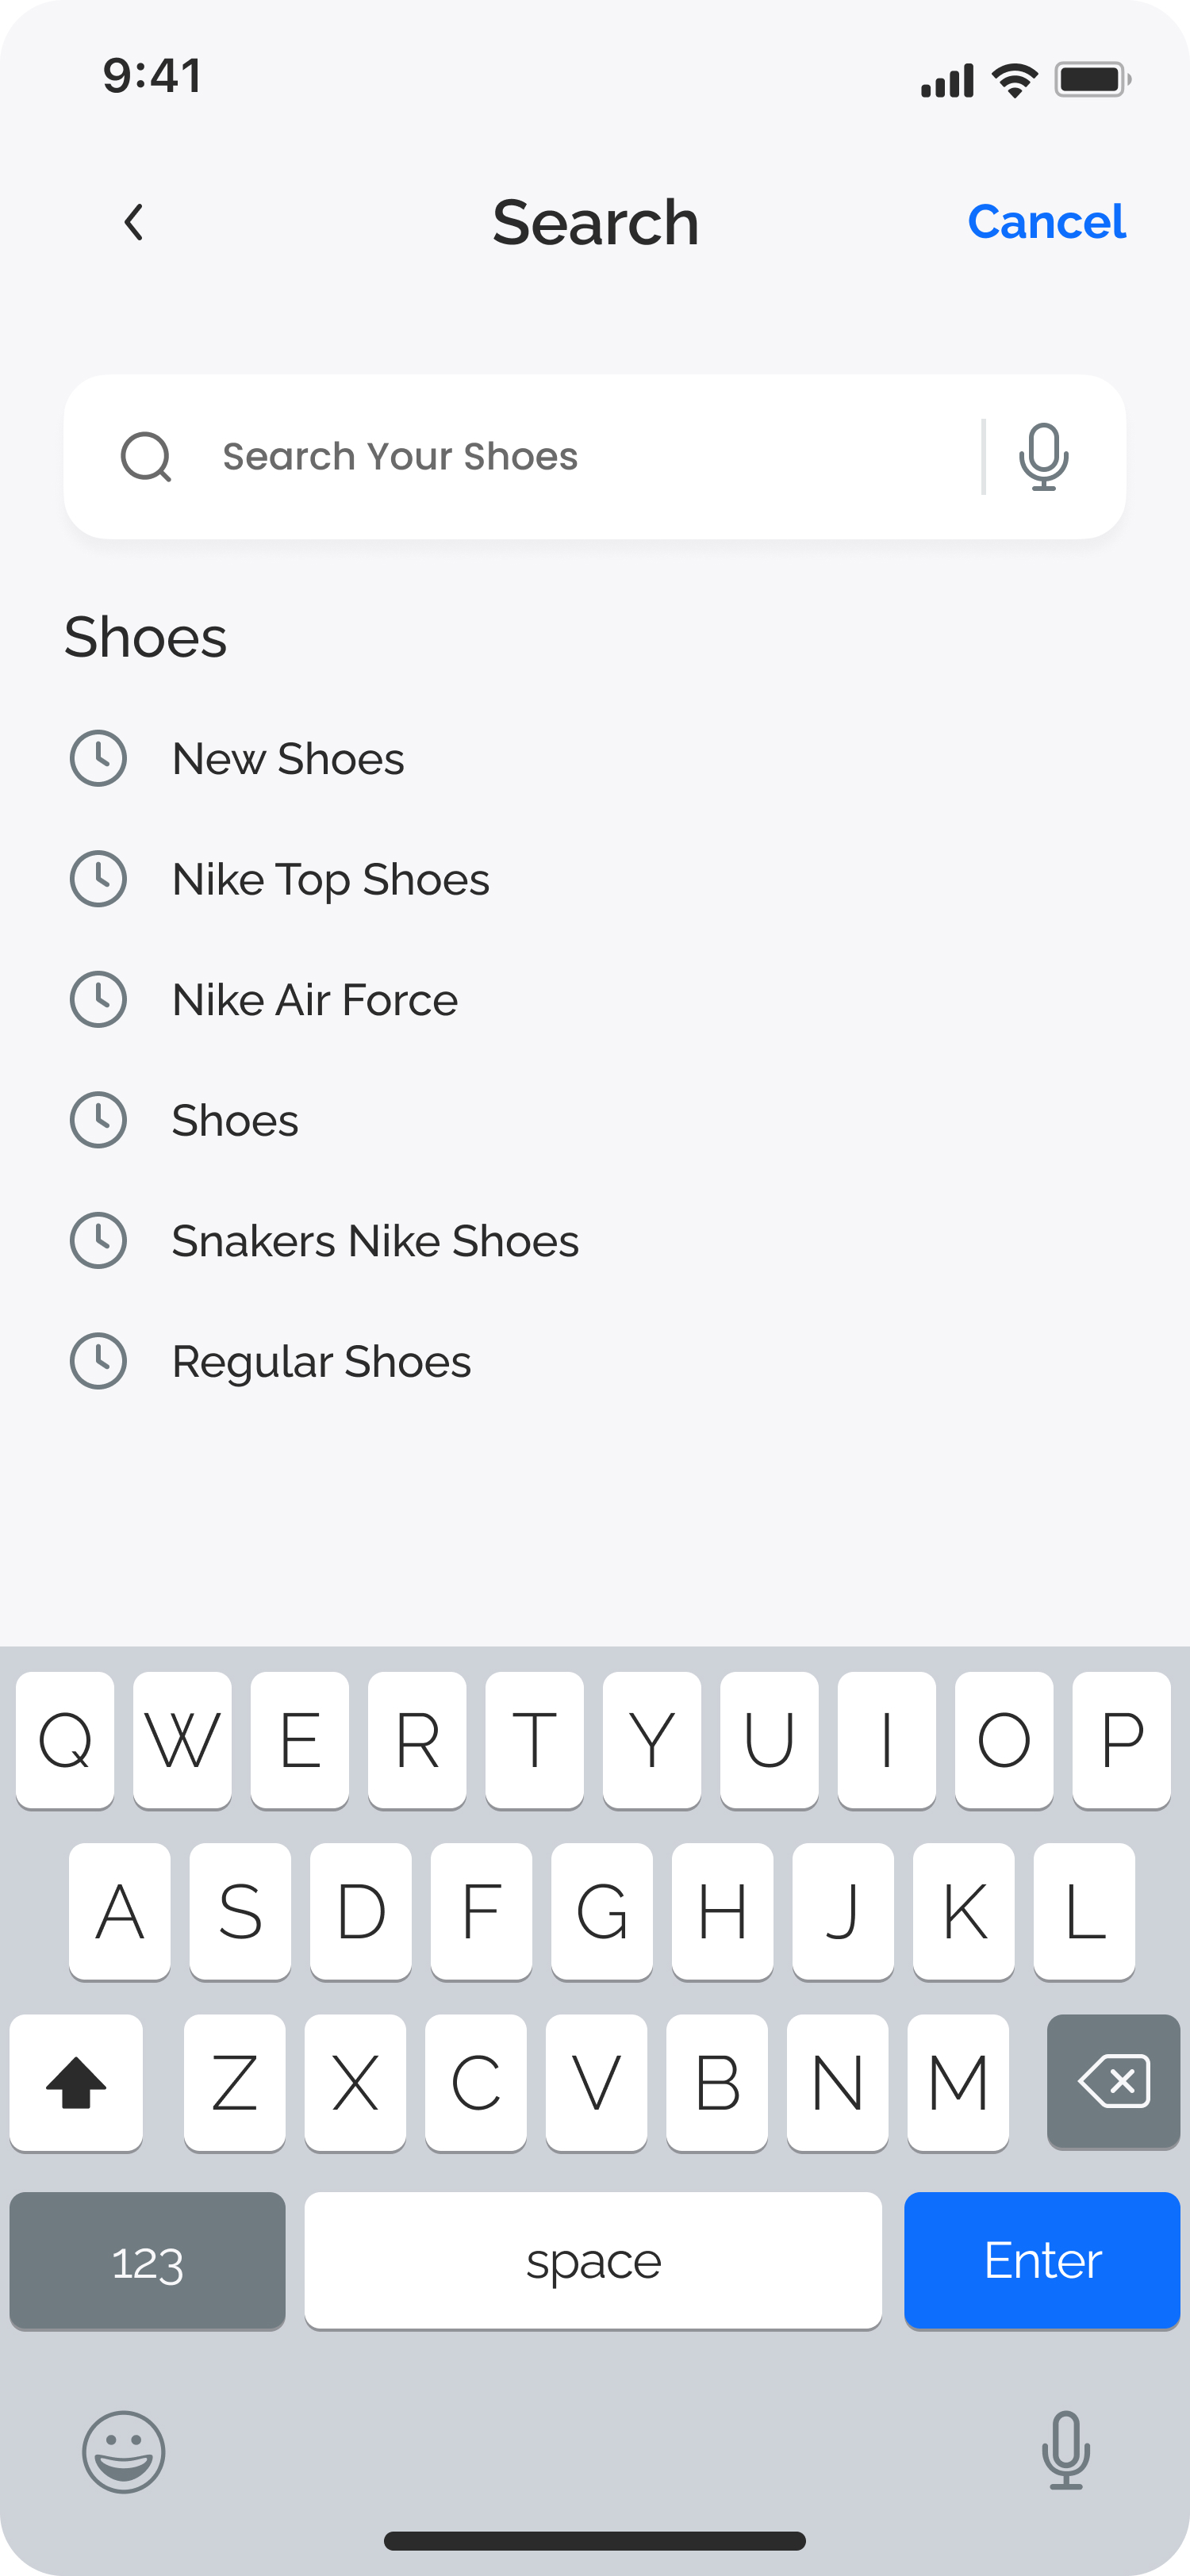 9:41
Search
Cancel
Search Your Shoes
Shoes
New Shoes
Nike Top Shoes
Nike Air Force
Shoes
Snakers Nike Shoes
Regular Shoes
Q W E R T Y U I O P
A S D F G H J K L
Z X C V B N M
123 space Enter